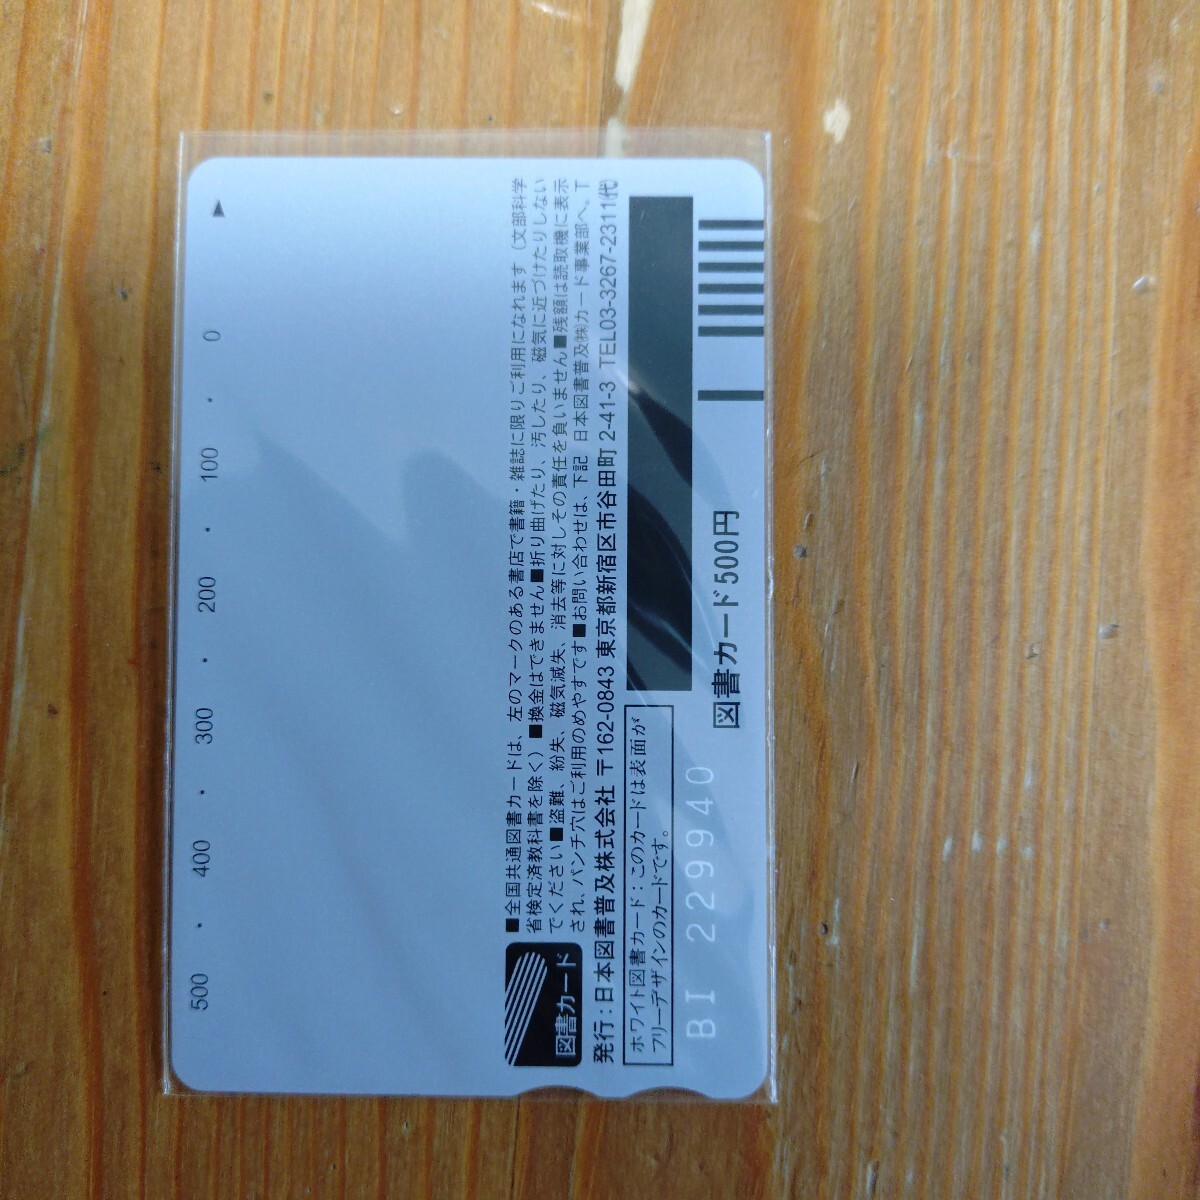 500 ・ 400 ・ 300 ・ 200 ・ 100 ・ 0
■全国共通図書カードは、左のマークのある書店で書籍・雑誌に限りご利用になれます（文部科学
省検定済教科書を除く）■換金はできません■折り曲げたり、汚したり、磁気に近づけたりしない
でください■盗難、紛失、磁気滅失、消去等に対しその責任を負いません■残額は読取機に表示
され、パンチ穴はご利用のめやすです■お問い合わせは、下記 日本図書普及㈱カード事業部へ。T
図書カード
発行：日本図書普及株式会社 〒162-0843 東京都新宿区市谷田町 2-41-3 TEL03-3267-2311㈹
ホワイト図書カード：このカードは表面が
フリーデザインのカードです。
BI 229940
図書カード500円